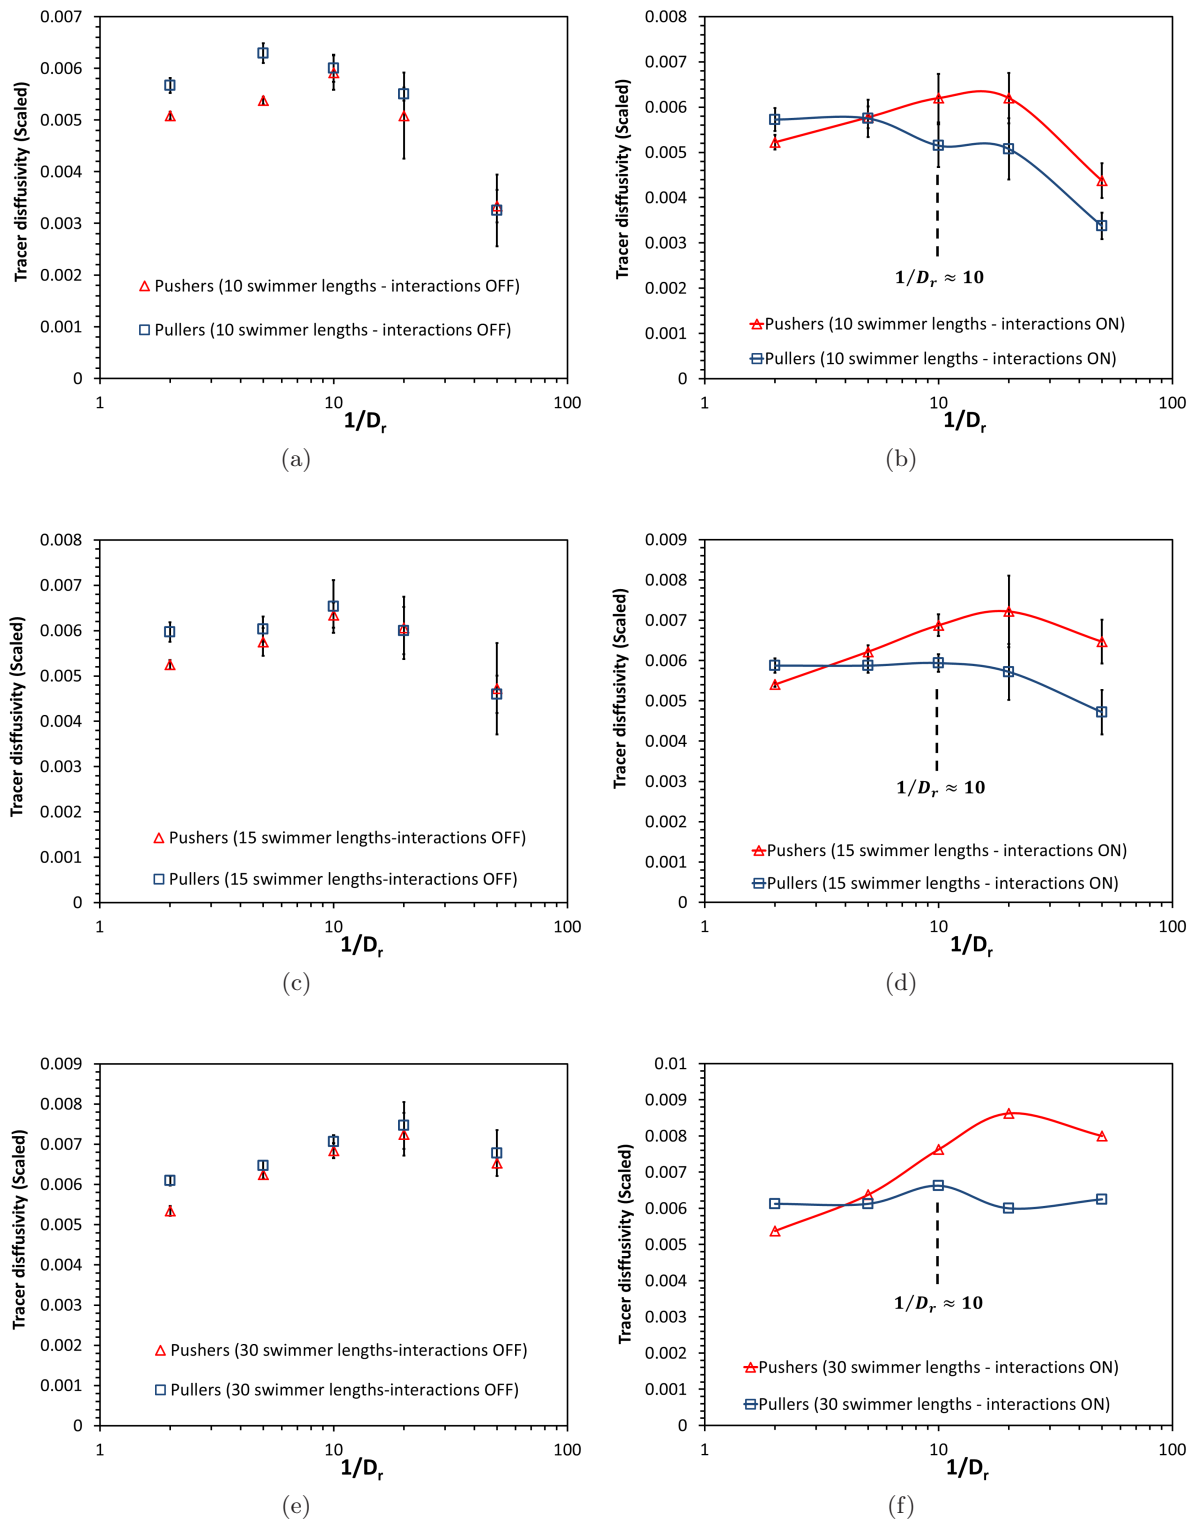 0.007
0.006
0.005
0.004
0.003
0.002
0.001
0
Tracer disffusivity (Scaled)
Pushers (10 swimmer lengths - interactions OFF)
Pullers (10 swimmer lengths - interactions OFF)
1
10
100
1/Dr
(a)
0.008
0.007
0.006
0.005
0.004
0.003
0.002
0.001
0
Tracer disffusivity (Scaled)
1/Dr ≈ 10
Pushers (10 swimmer lengths - interactions ON)
Pullers (10 swimmer lengths - interactions ON)
1
10
100
1/Dr
(b)
0.008
0.007
0.006
0.005
0.004
0.003
0.002
0.001
0
Tracer disffusivity (Scaled)
Pushers (15 swimmer lengths-interactions OFF)
Pullers (15 swimmer lengths-interactions OFF)
1
10
100
1/Dr
(c)
0.009
0.008
0.007
0.006
0.005
0.004
0.003
0.002
0.001
0
Tracer disffusivity (Scaled)
1/Dr ≈ 10
Pushers (15 swimmer lengths - interactions ON)
Pullers (15 swimmer lengths - interactions ON)
1
10
100
1/Dr
(d)
0.009
0.008
0.007
0.006
0.005
0.004
0.003
0.002
0.001
0
Tracer disffusivity (Scaled)
Pushers (30 swimmer lengths-interactions OFF)
Pullers (30 swimmer lengths-interactions OFF)
1
10
100
1/Dr
(e)
0.01
0.009
0.008
0.007
0.006
0.005
0.004
0.003
0.002
0.001
0
Tracer disffusivity (Scaled)
1/Dr ≈ 10
Pushers (30 swimmer lengths - interactions ON)
Pullers (30 swimmer lengths - interactions ON)
1
10
100
1/Dr
(f)